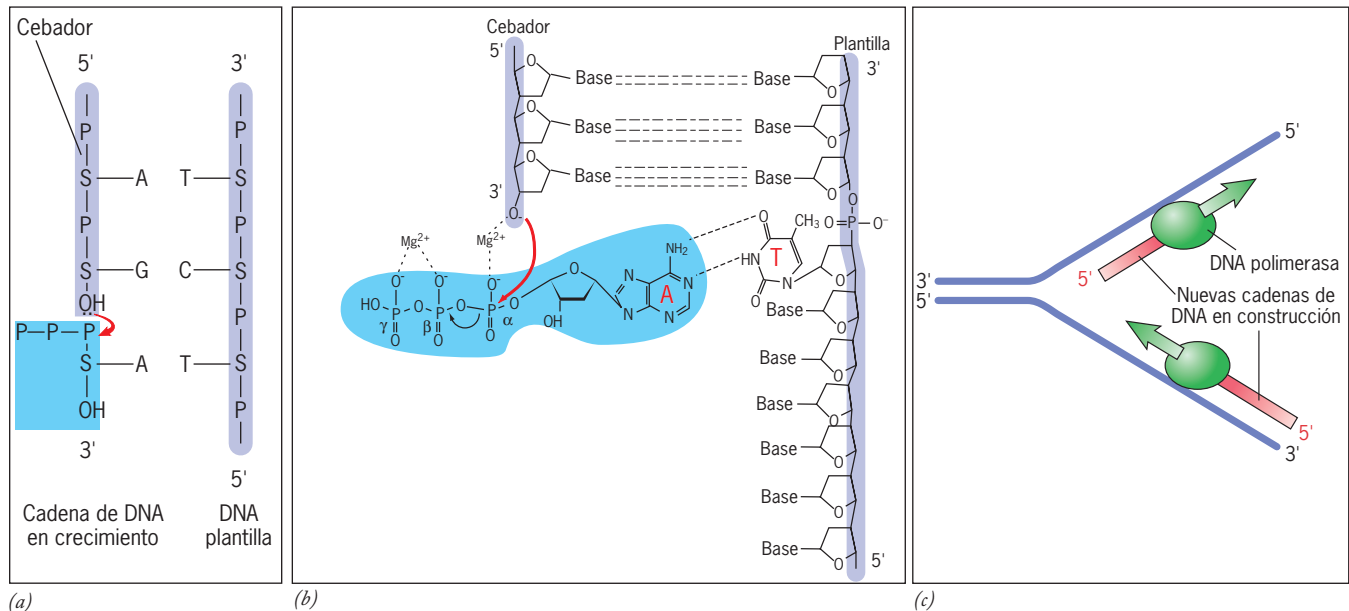 Cebador
5'
3'
P
P
S—A
T—S
P
P
S—G
C—S
OH
P
P—P—P
S—A
T—S
OH
P
3'
5'
Cadena de DNA
en crecimiento
DNA
plantilla
(a)
Cebador
5'
Plantilla
3'
O
Base
Base
O
O
Base
Base
O
O
Base
Base
O
3'
O
O-
O=P—O-
O
Mg2+
Mg2+
O
CH3
NH2
T
HN
O-
O-
O-
O
N
N
N
O
O
HO—P—O—P—O—P—O
A
N
N
O
γ
β
α
OH
O
O
O
Base
O
Base
O
Base
O
Base
O
Base
O
Base
O
5'
(b)
5'
5'
DNA polimerasa
3'
5'
Nuevas cadenas de
DNA en construcción
5'
3'
(c)